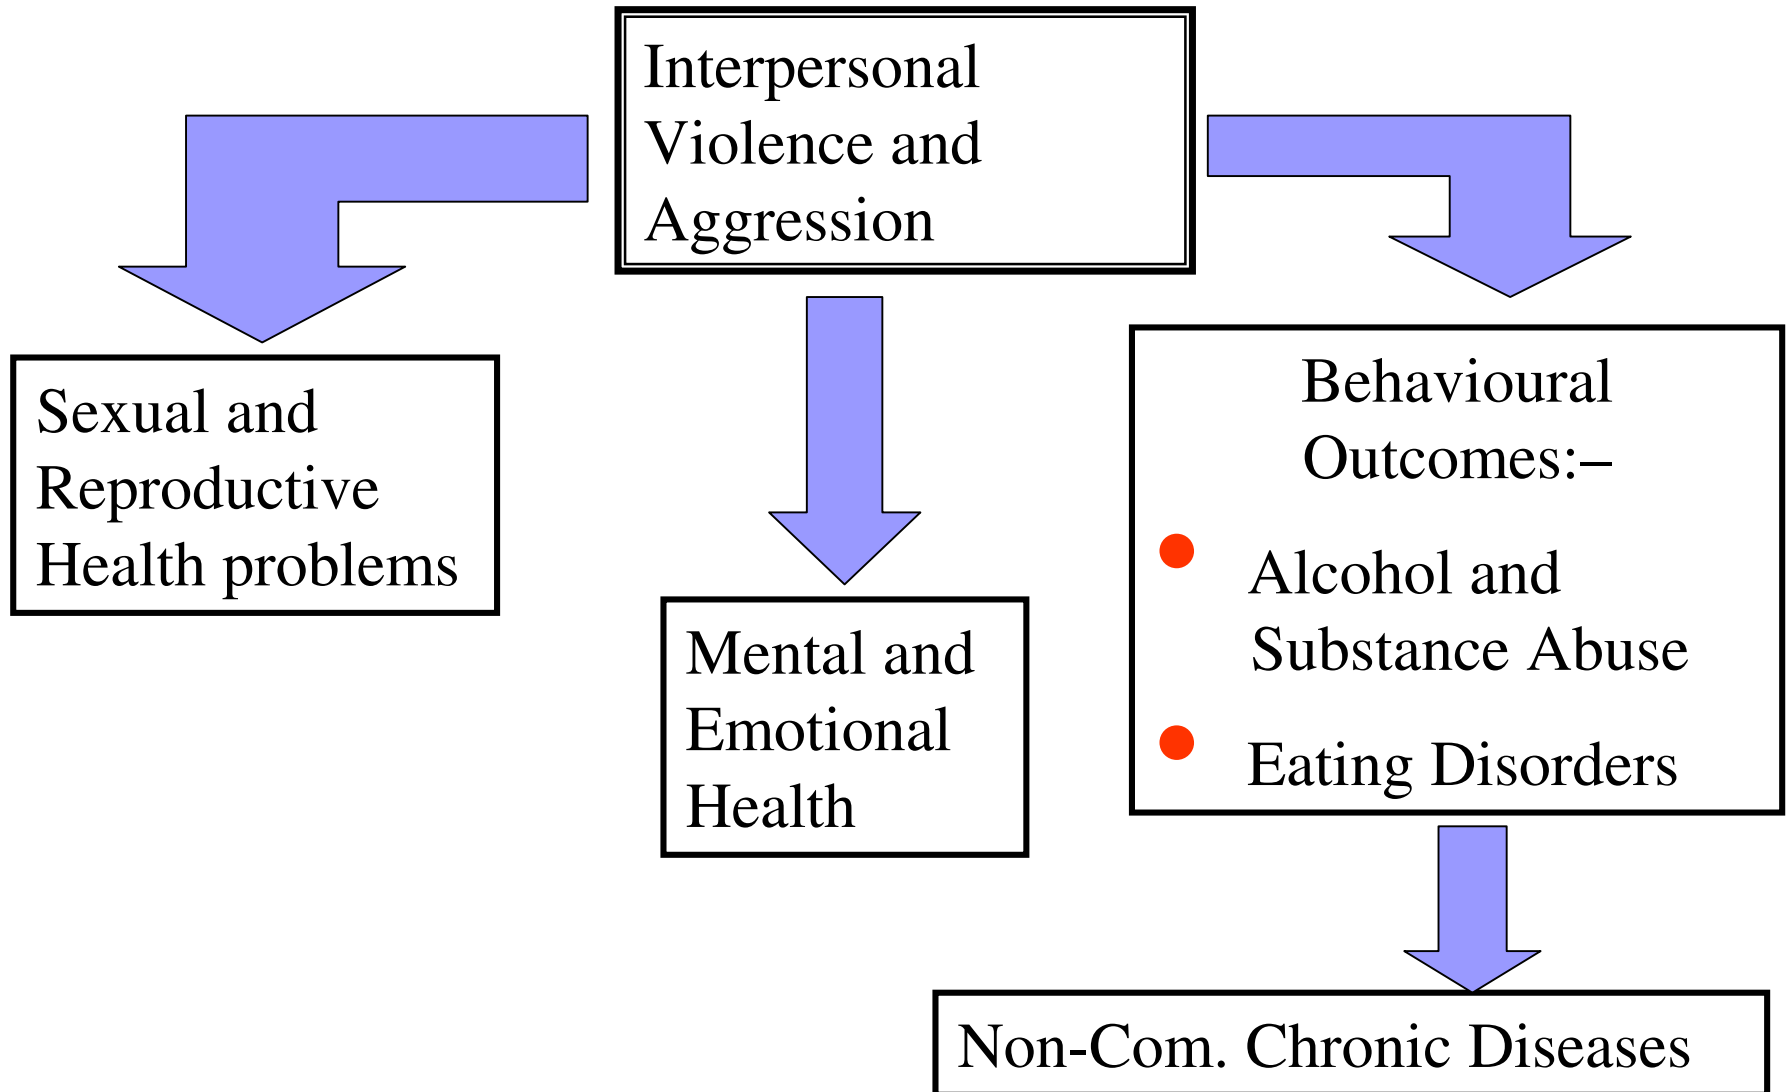 Interpersonal
Violence and
Aggression
Sexual and
Reproductive
Health problems
Mental and
Emotional
Health
Behavioural
Outcomes:–
• Alcohol and
Substance Abuse
• Eating Disorders
Non-Com. Chronic Diseases